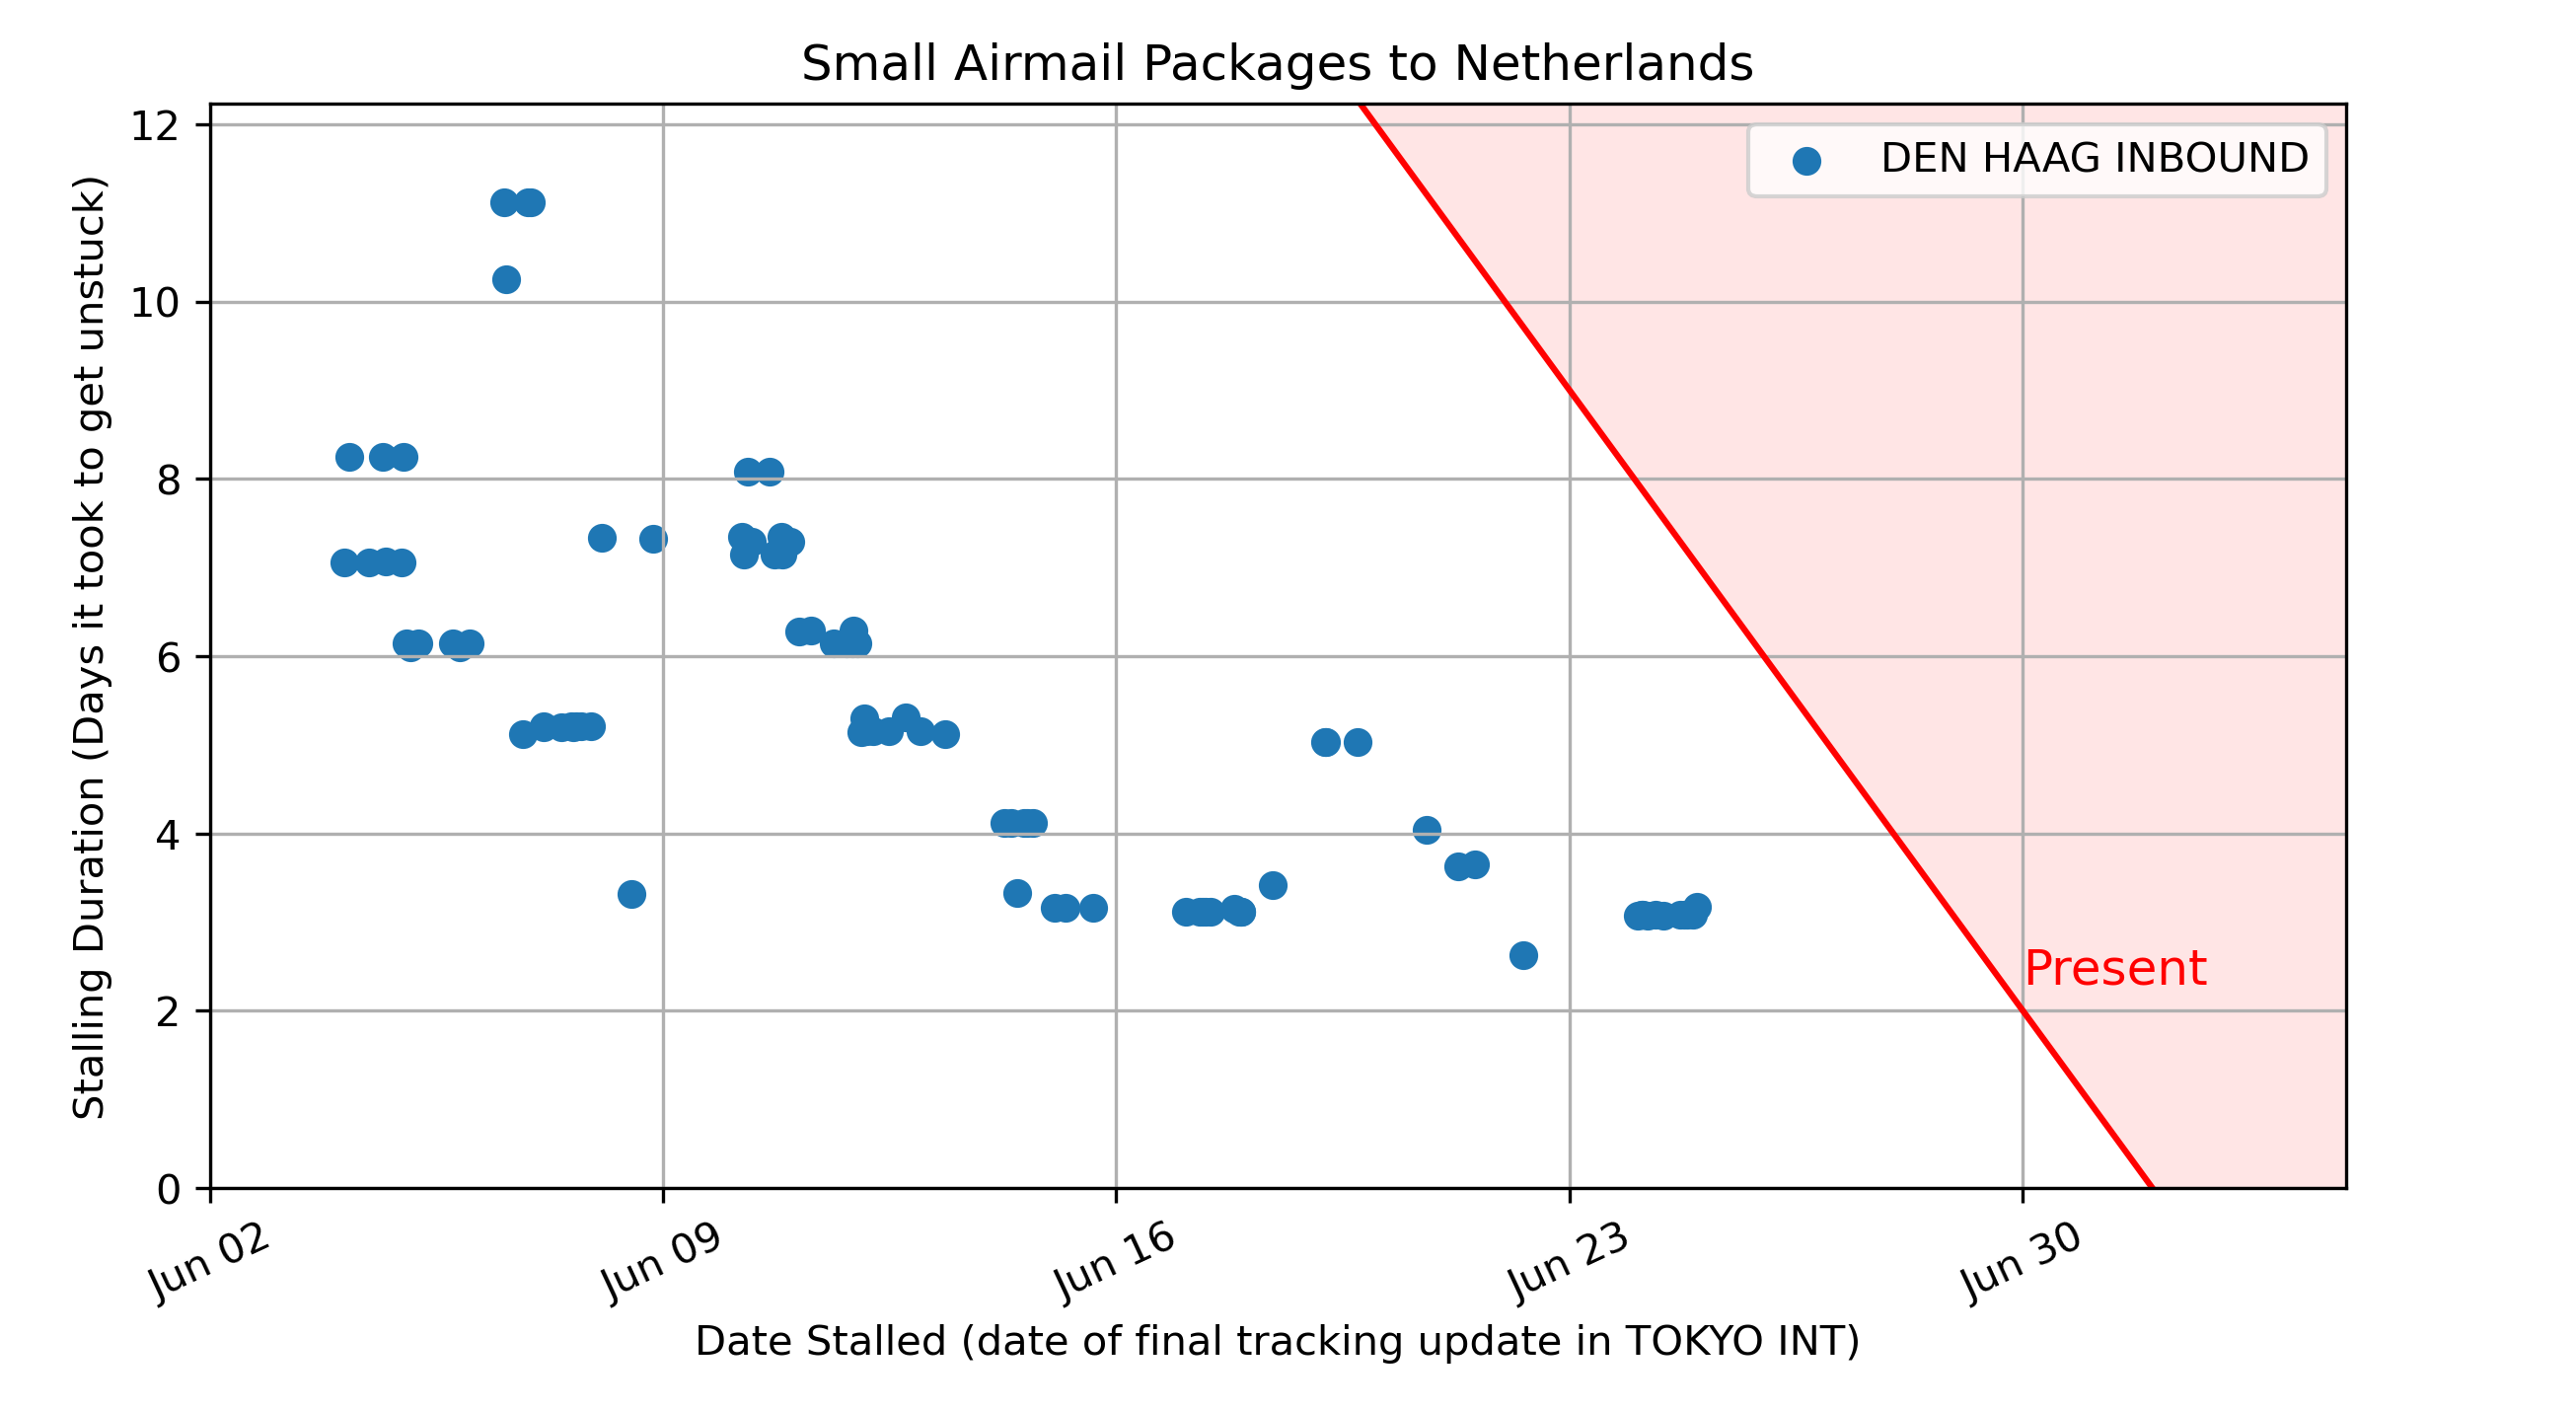 Small Airmail Packages to Netherlands
DEN HAAG INBOUND
12
10
8
6
4
2
0
Stalling Duration (Days it took to get unstuck)
Present
Jun 02
Jun 09
Jun 16
Jun 23
Jun 30
Date Stalled (date of final tracking update in TOKYO INT)